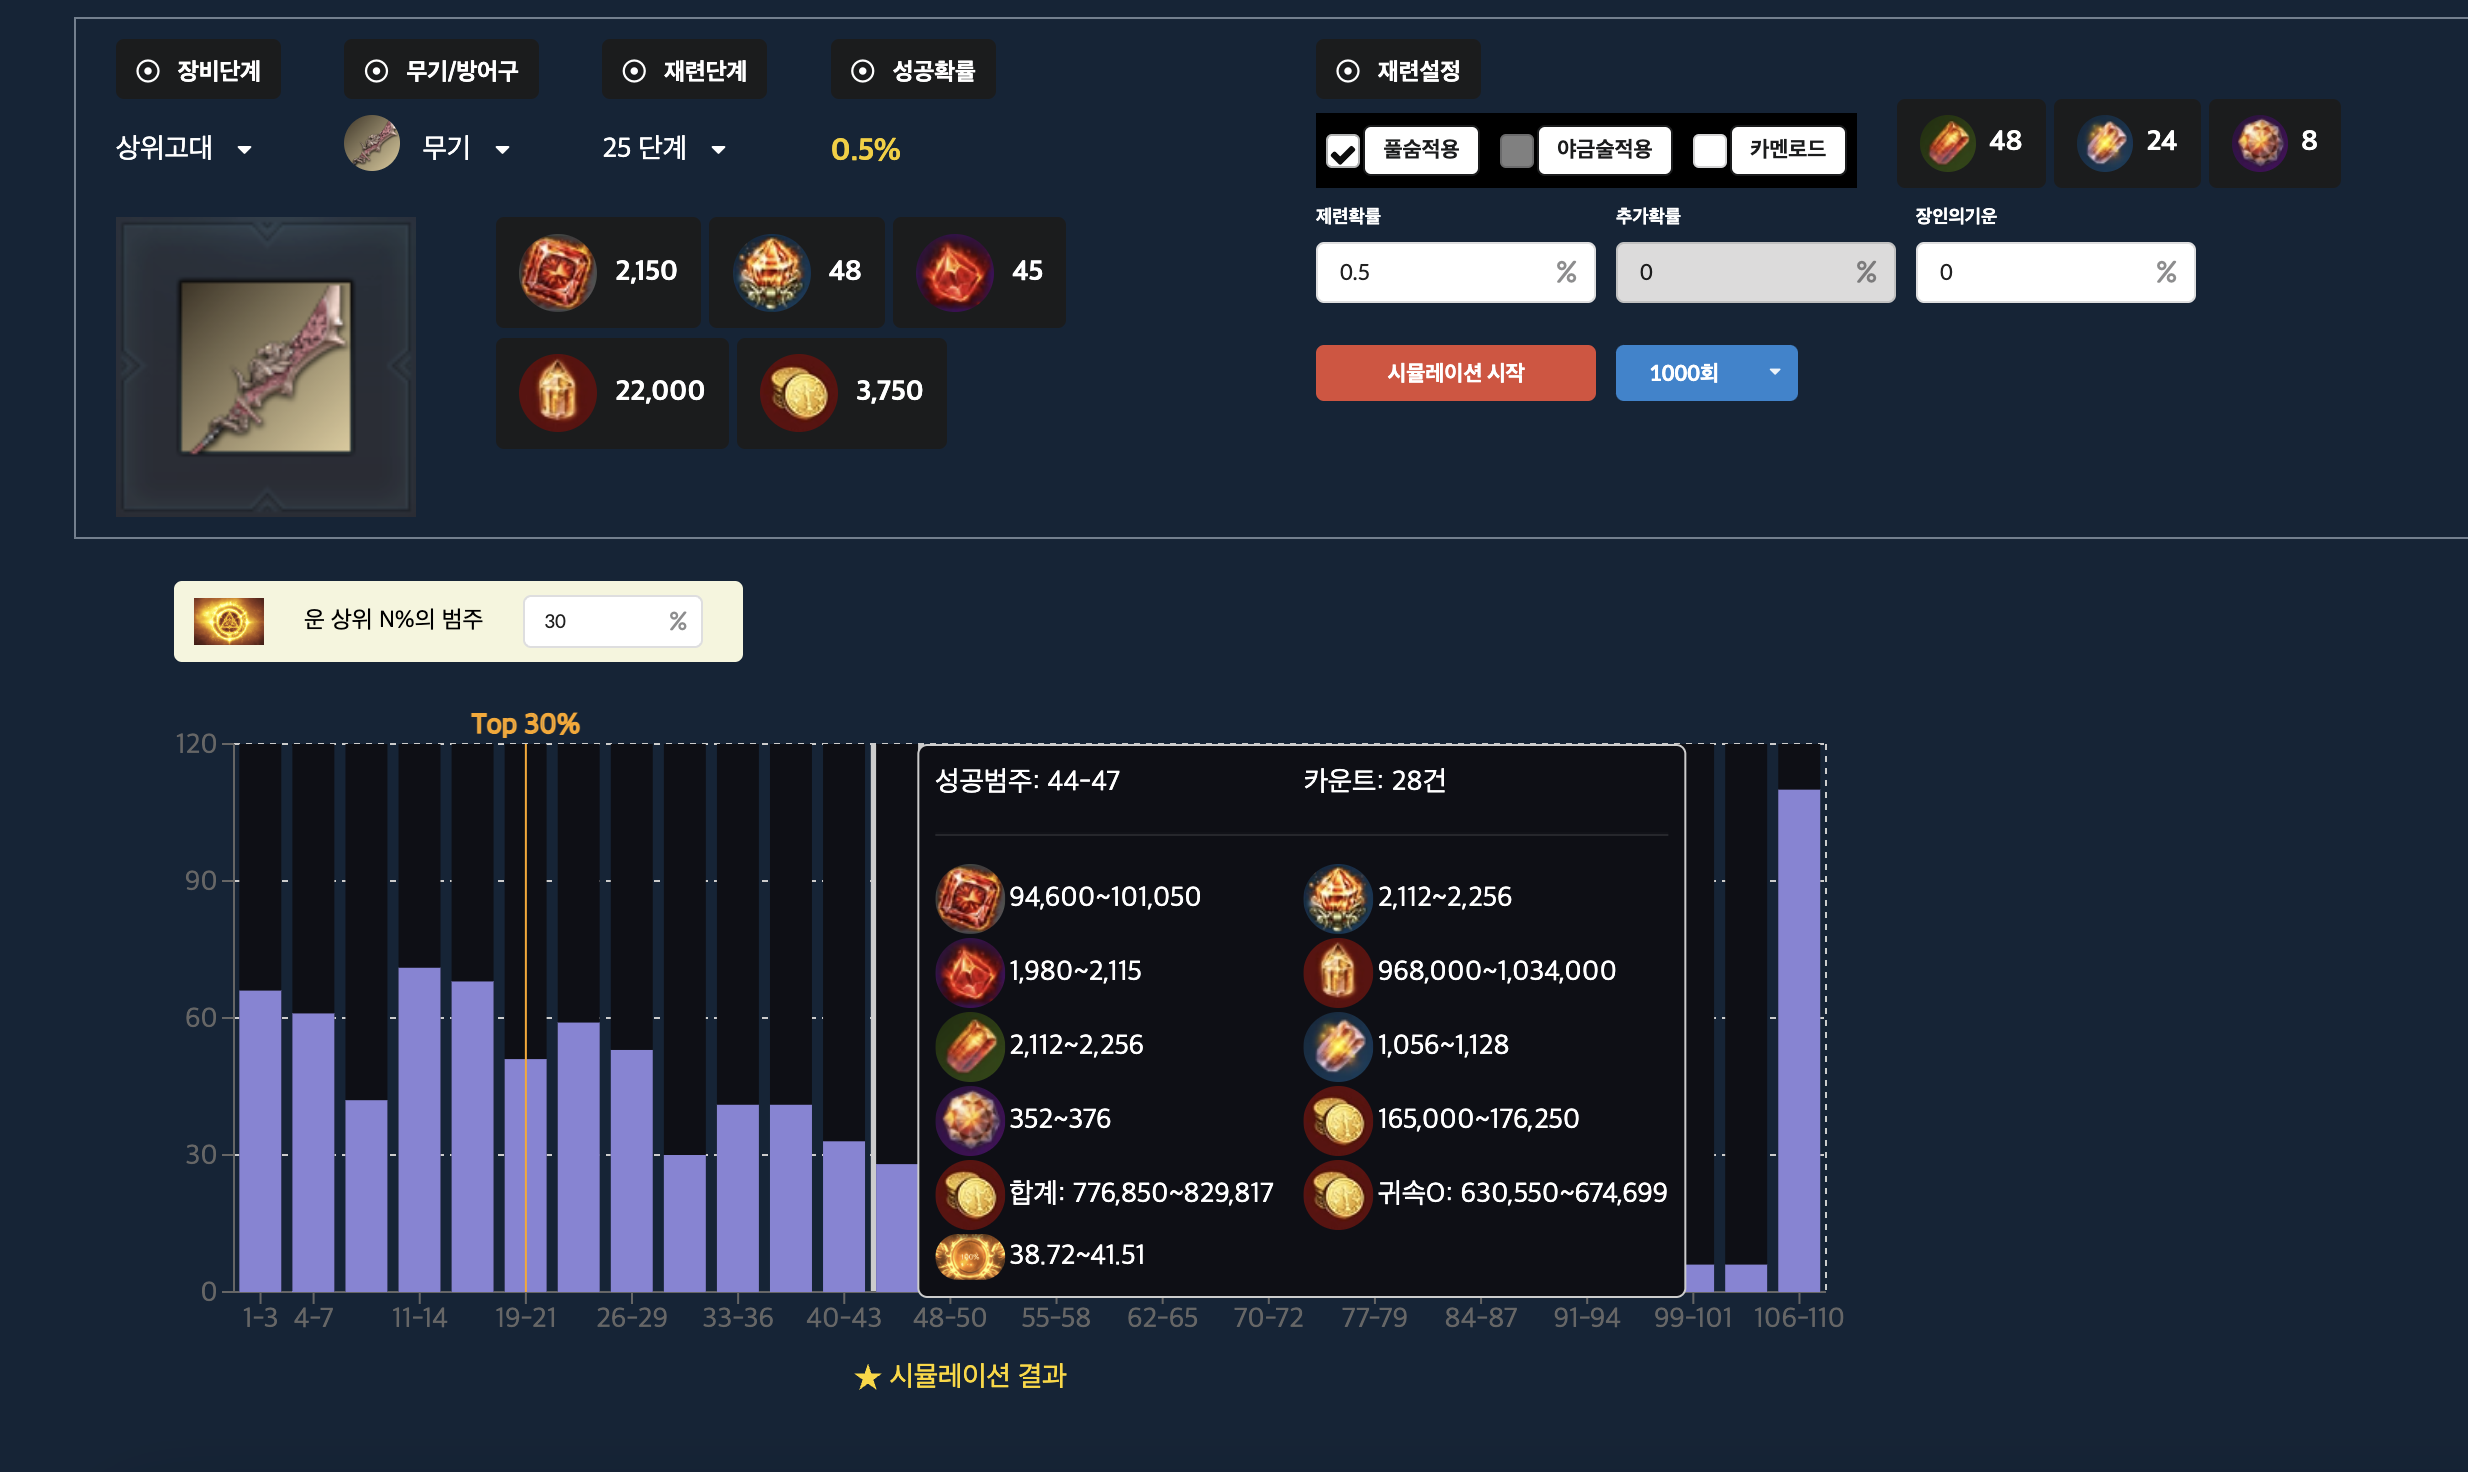 장비단계 무기/방어구 재련단계 성공확률 재련설정
상위고대 무기 25 단계 0.5%
풀숨적용 야금술적용 카멘로드 48 24 8
제련확률 추가확률 장인의기운
0.5 % 0 % 0 %
2,150 48 45
22,000 3,750
시뮬레이션 시작 1000회
운 상위 N%의 범주 30 %
Top 30%
120
90
60
30
0
성공범주: 44-47 카운트: 28건
94,600~101,050 2,112~2,256
1,980~2,115 968,000~1,034,000
2,112~2,256 1,056~1,128
352~376 165,000~176,250
합계: 776,850~829,817 귀속O: 630,550~674,699
38.72~41.51
1-3 4-7 11-14 19-21 26-29 33-36 40-43 48-50 55-58 62-65 70-72 77-79 84-87 91-94 99-101 106-110
★ 시뮬레이션 결과